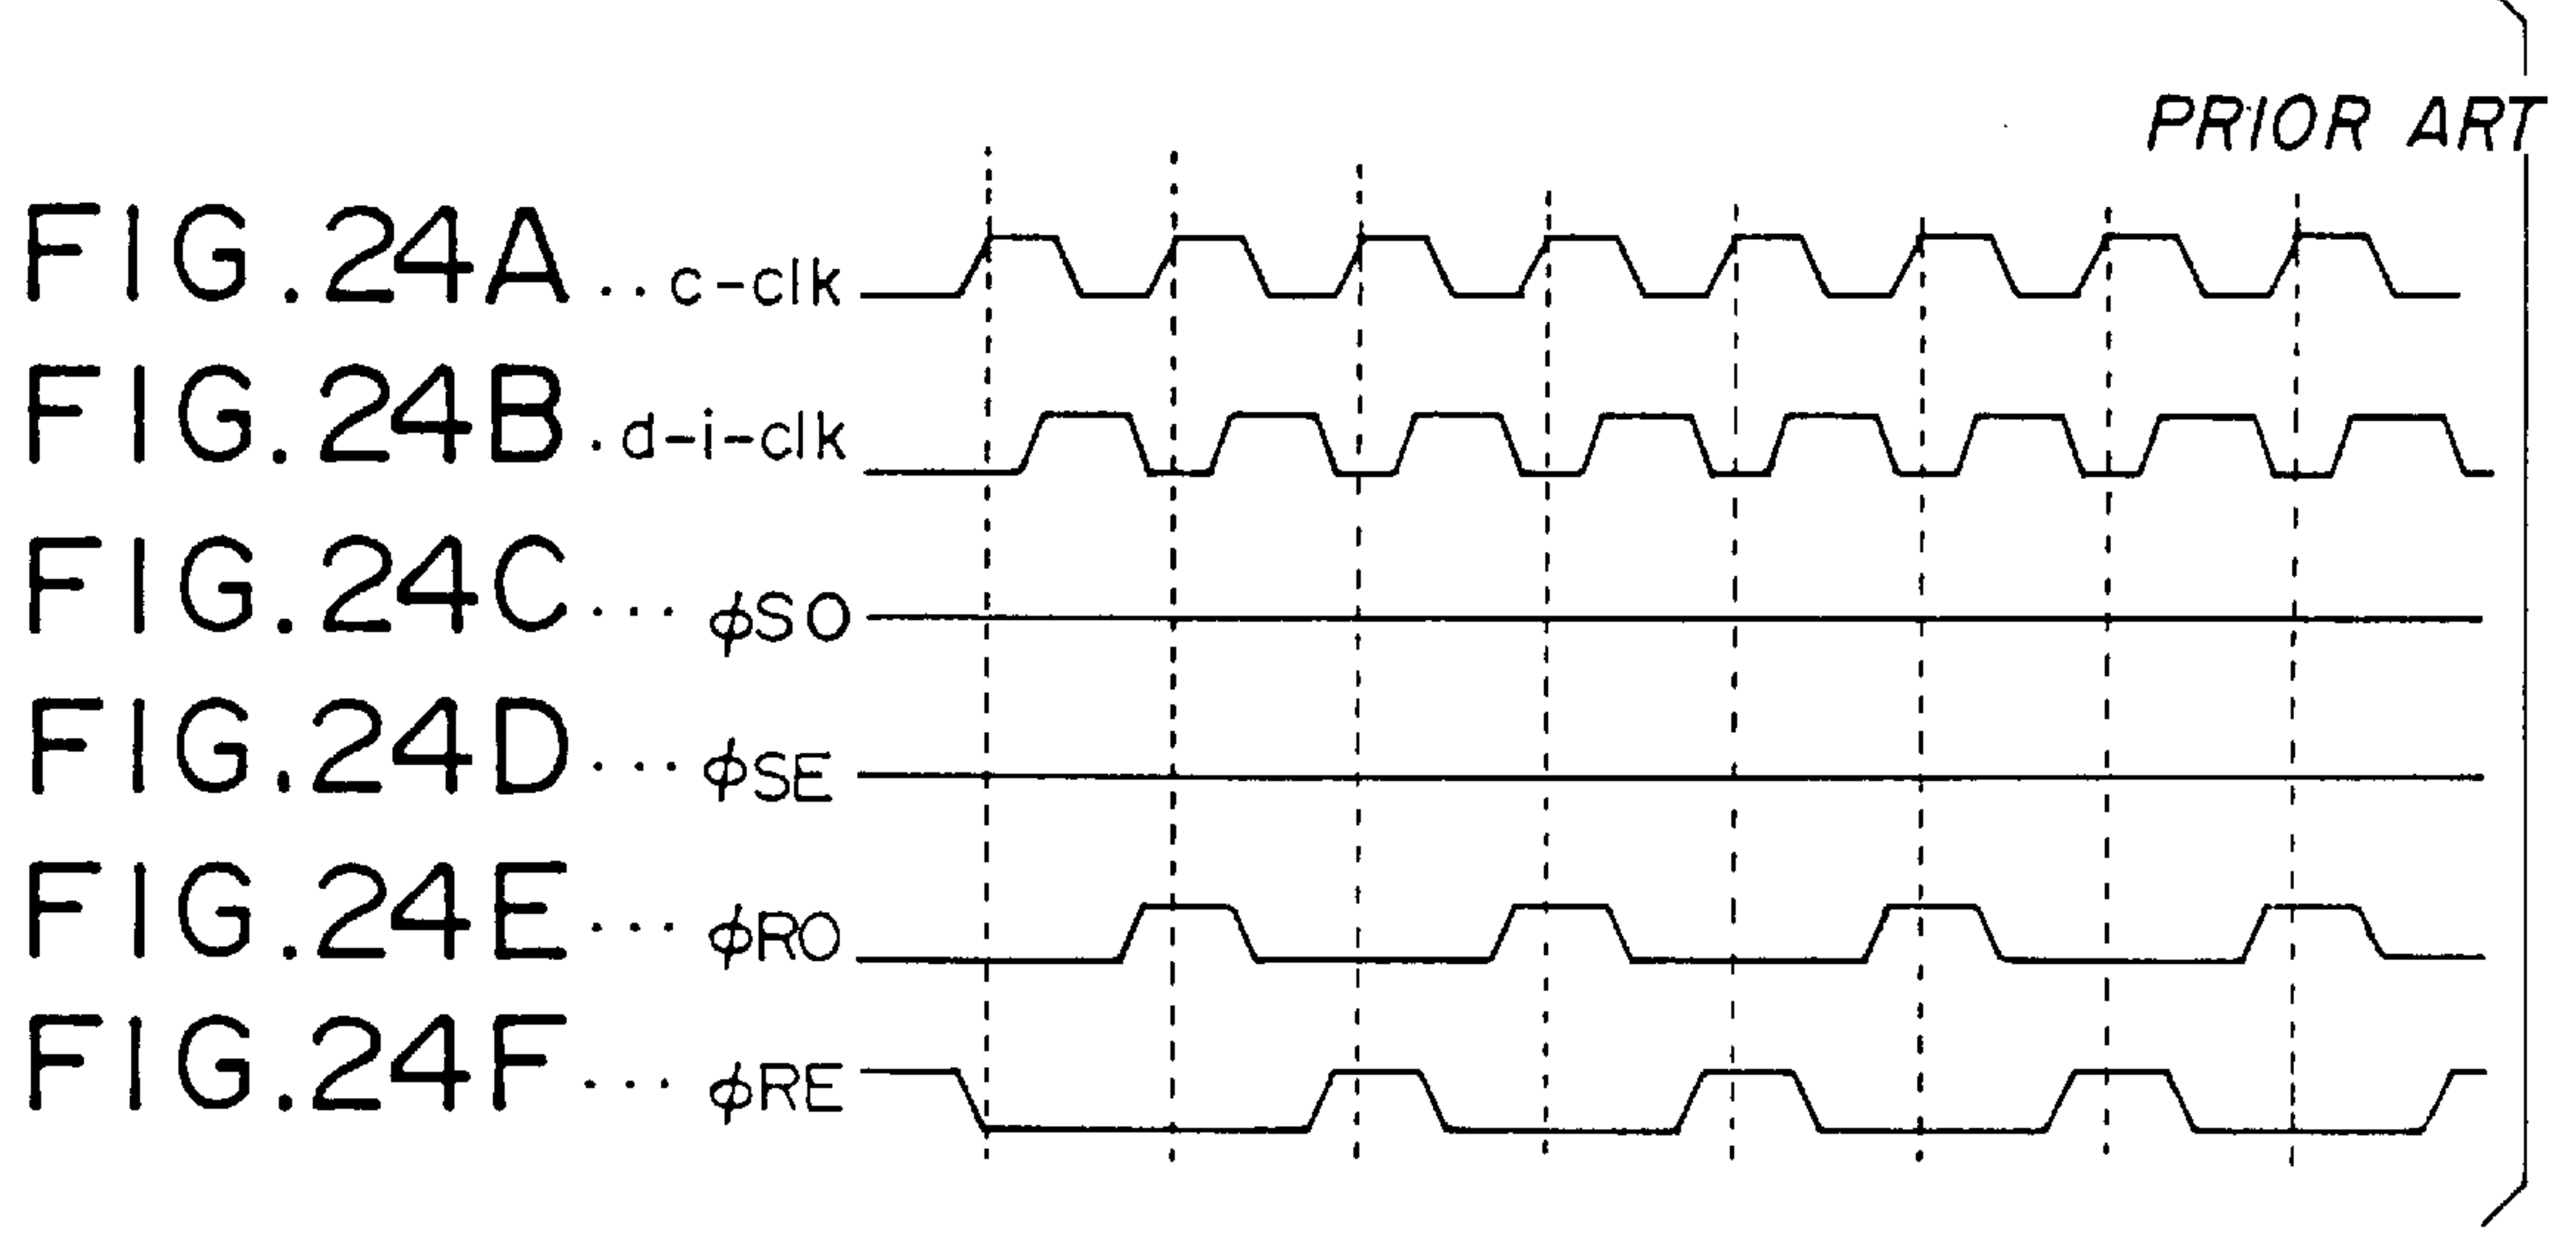 PRIOR ART
FIG.24A .. c-clk
FIG.24B . d-i-clk
FIG.24C ... φSO
FIG.24D ... φSE
FIG.24E ... φRO
FIG.24F ... φRE